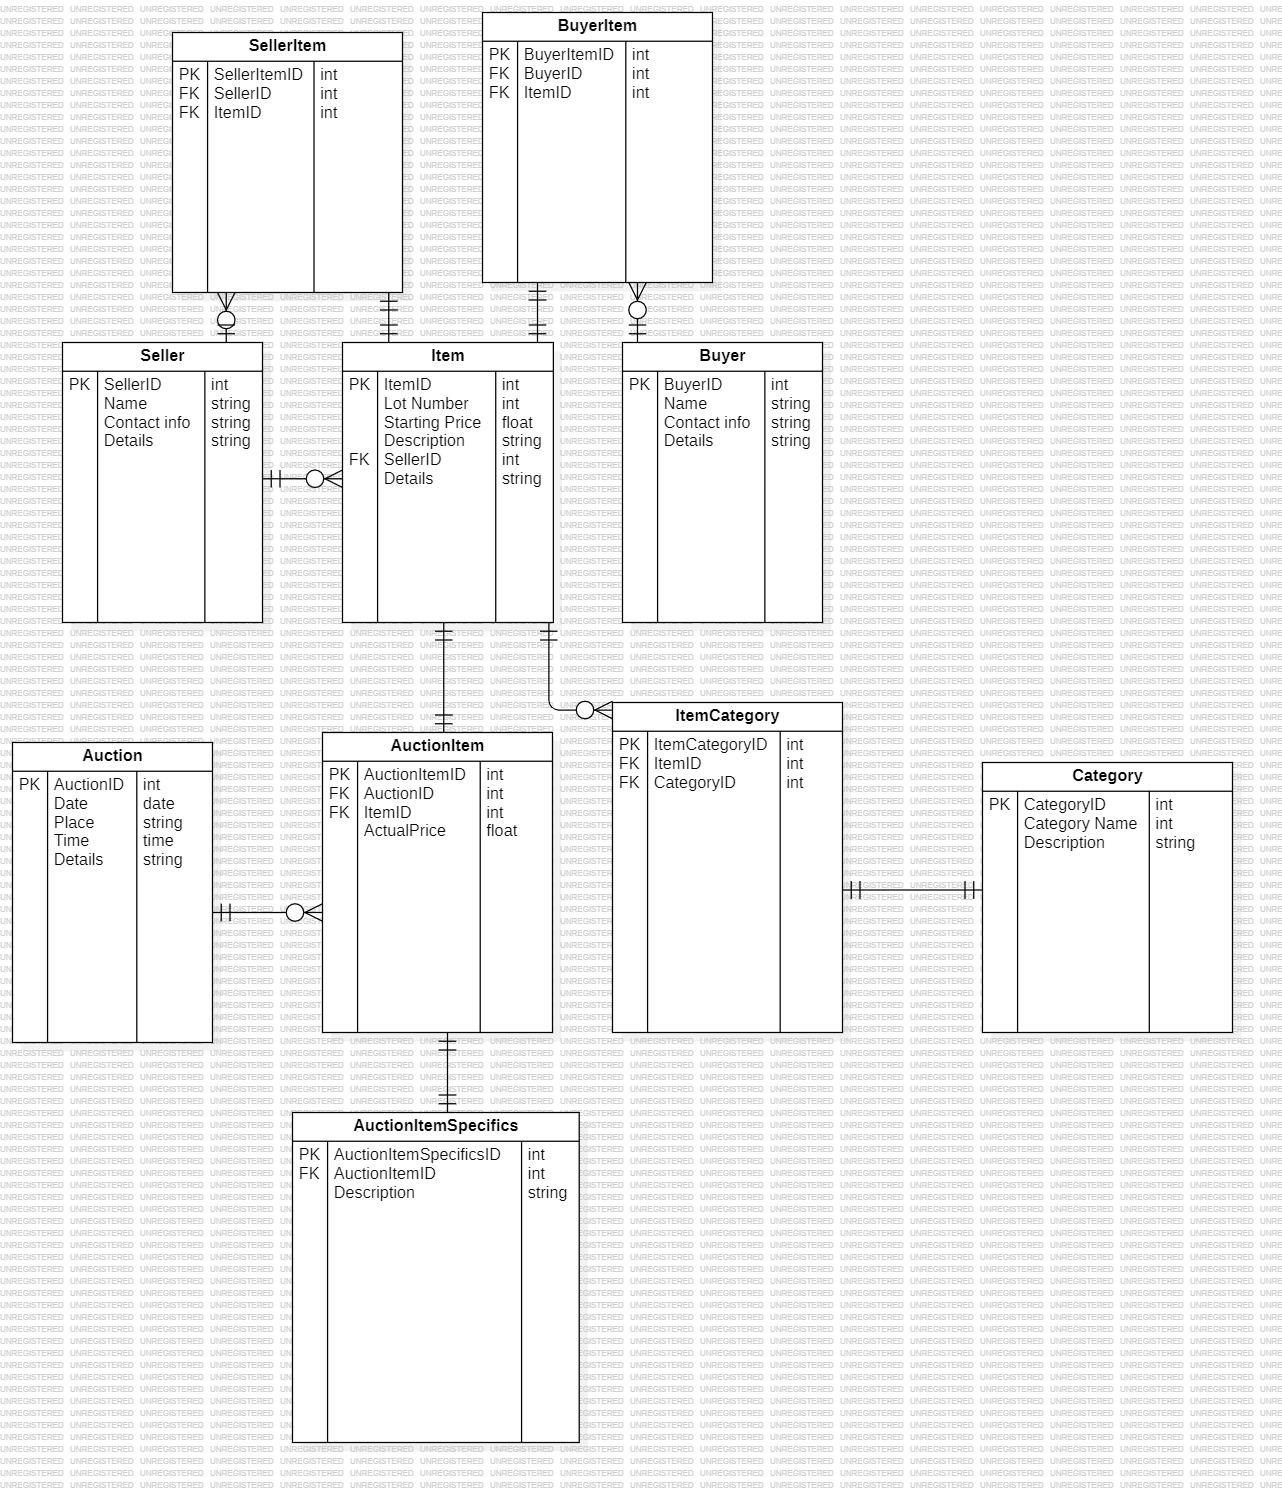 SellerItem
PK SellerItemID int
FK SellerID int
FK ItemID int
BuyerItem
PK BuyerItemID int
FK BuyerID int
FK ItemID int
Seller
PK SellerID int
Name string
Contact info string
Details string
Item
PK ItemID int
Lot Number int
Starting Price float
Description string
FK SellerID int
Details string
Buyer
PK BuyerID int
Name string
Contact info string
Details string
Auction
PK AuctionID int
Date date
Place string
Time time
Details string
AuctionItem
PK AuctionItemID int
FK AuctionID int
FK ItemID int
ActualPrice float
ItemCategory
PK ItemCategoryID int
FK ItemID int
FK CategoryID int
Category
PK CategoryID int
Category Name int
Description string
AuctionItemSpecifics
PK AuctionItemSpecificsID int
FK AuctionItemID int
Description string
UNREGISTERED